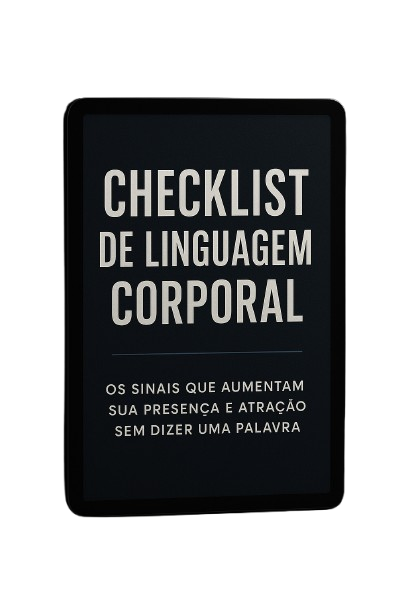 CHECKLIST
DE LINGUAGEM
CORPORAL
OS SINAIS QUE AUMENTAM
SUA PRESENÇA E ATRAÇÃO
SEM DIZER UMA PALAVRA